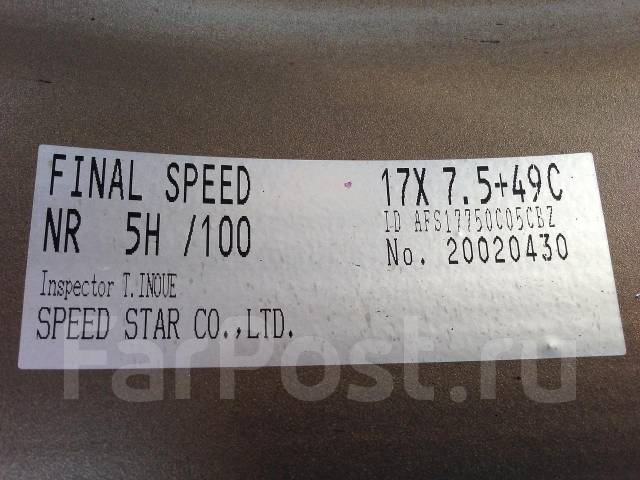 FINAL SPEED 17X 7.5+49C
NR 5H /100 ID AFS17750C05CBZ
No. 20020430
Inspector T.INOUE
SPEED STAR CO.,LTD.
FarPost.ru